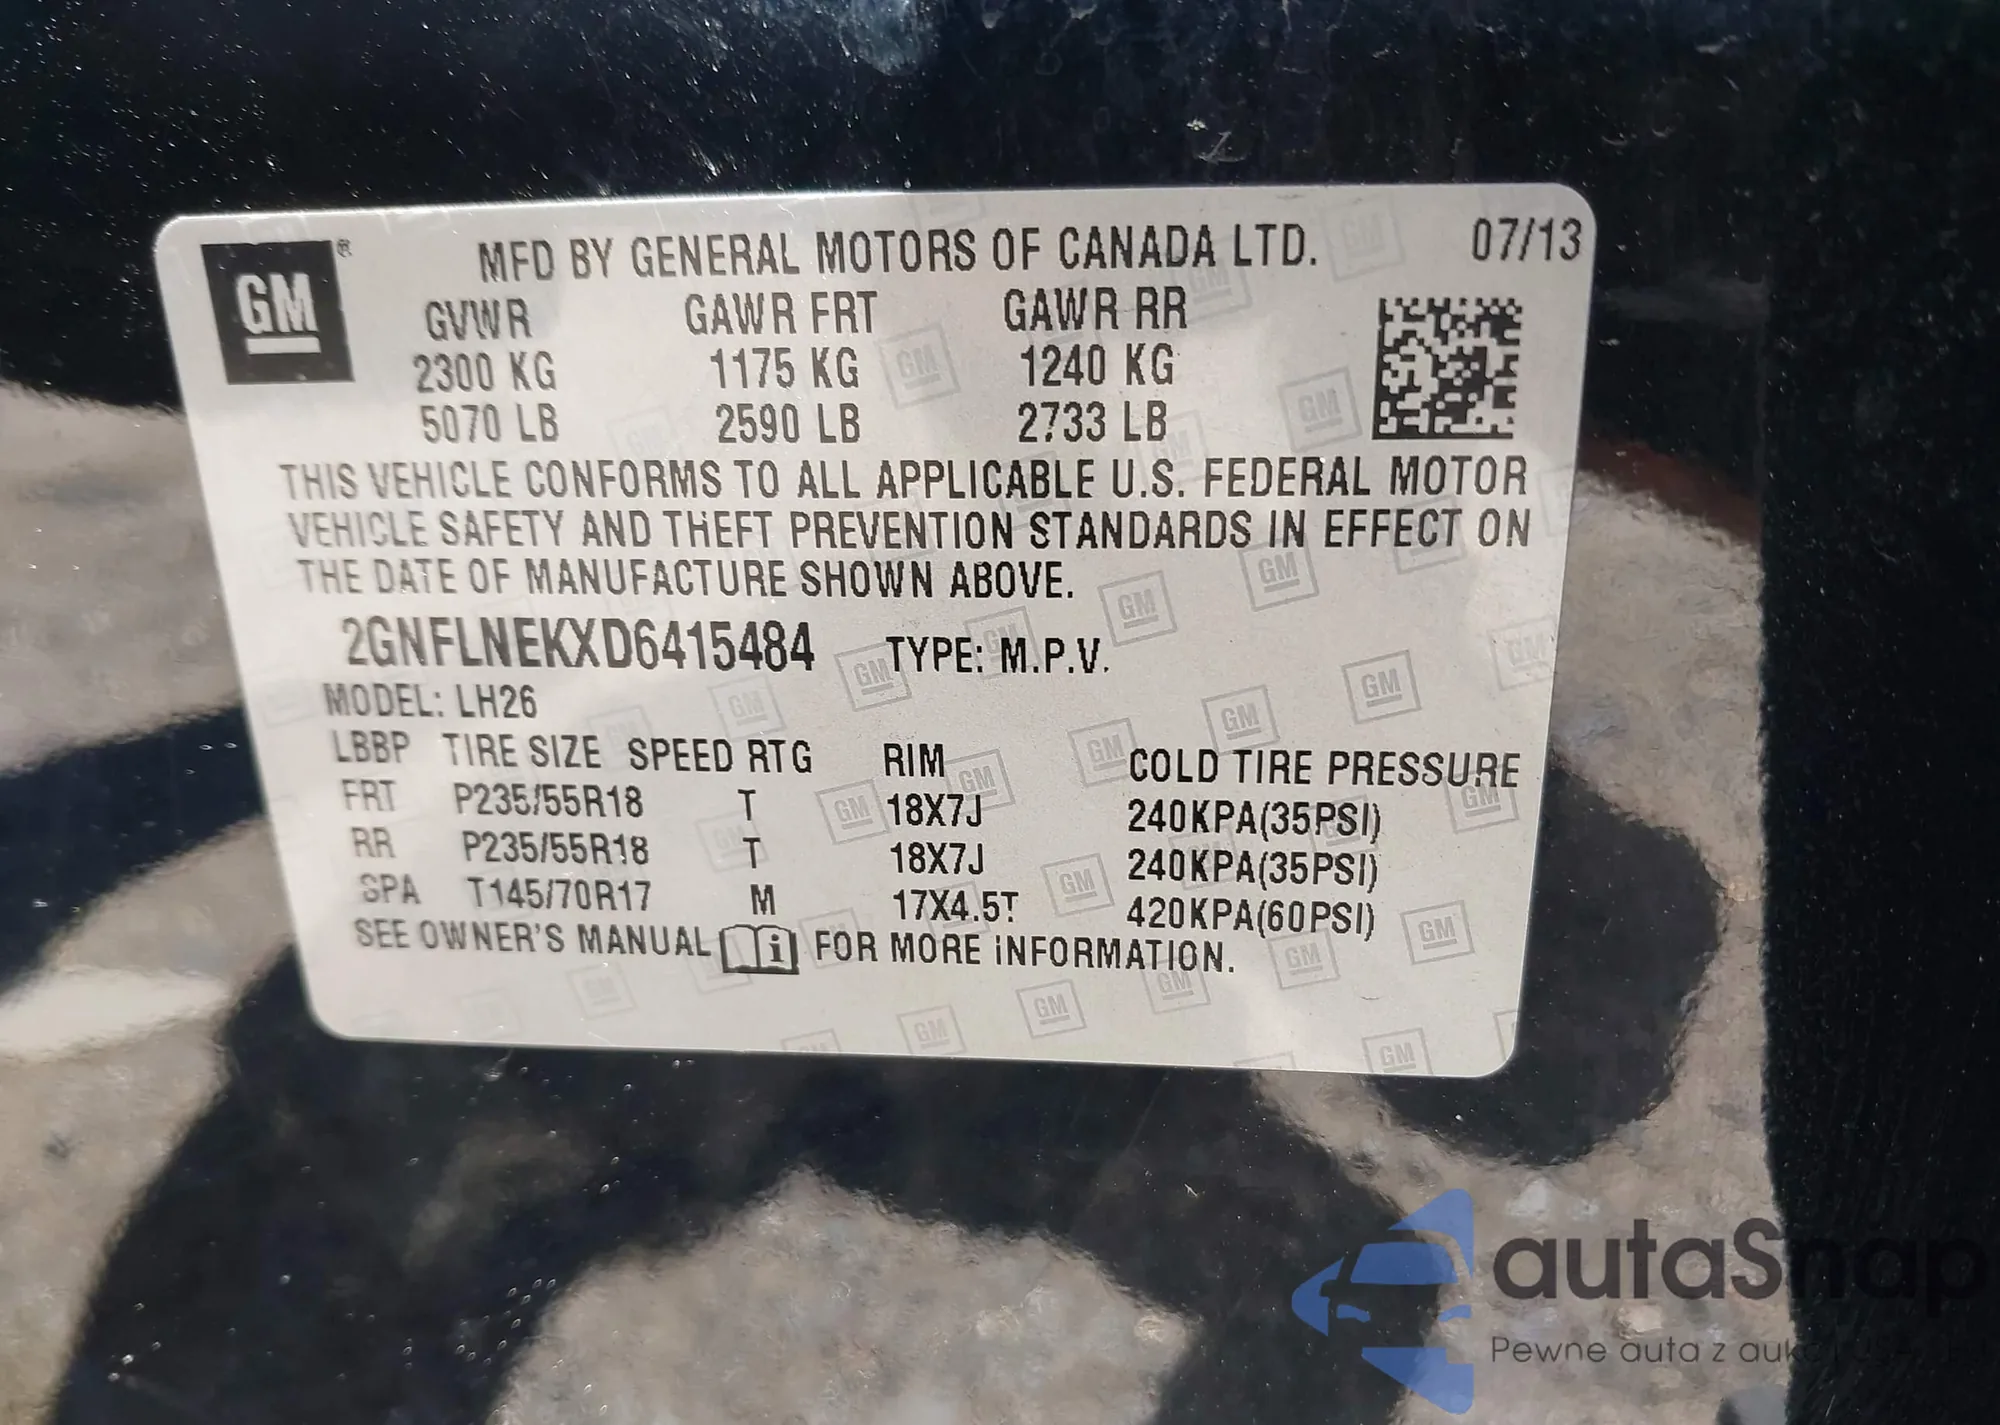 GM® MFD BY GENERAL MOTORS OF CANADA LTD. 07/13
GVWR GAWR FRT GAWR RR
2300 KG 1175 KG 1240 KG
5070 LB 2590 LB 2733 LB
THIS VEHICLE CONFORMS TO ALL APPLICABLE U.S. FEDERAL MOTOR
VEHICLE SAFETY AND THEFT PREVENTION STANDARDS IN EFFECT ON
THE DATE OF MANUFACTURE SHOWN ABOVE.
2GNFLNEKXD6415484 TYPE: M.P.V.
MODEL: LH26
LBBP TIRE SIZE SPEED RTG RIM COLD TIRE PRESSURE
FRT P235/55R18 T 18X7J 240KPA(35PSI)
RR P235/55R18 T 18X7J 240KPA(35PSI)
SPA T145/70R17 M 17X4.5T 420KPA(60PSI)
SEE OWNER'S MANUAL i FOR MORE INFORMATION.
autaSnap
Pewne auta z